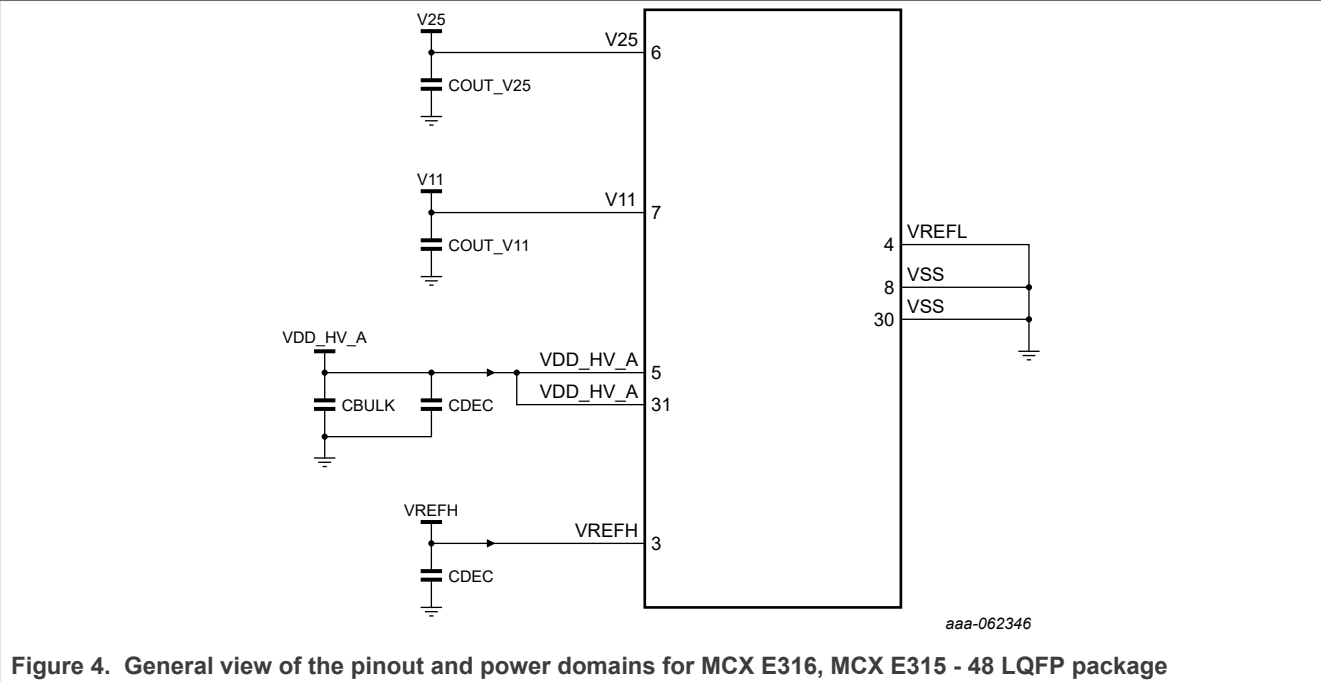 V25
V25
6
COUT_V25
V11
V11
7
COUT_V11
VREFL
4
VSS
8
VSS
30
VDD_HV_A
VDD_HV_A
5
VDD_HV_A
31
CBULK
CDEC
VREFH
VREFH
3
CDEC
aaa-062346
Figure 4. General view of the pinout and power domains for MCX E316, MCX E315 - 48 LQFP package